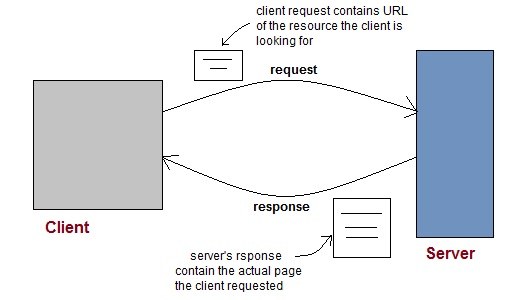 client request contains URL
of the resource the client is
looking for
request
response
Client
Server
server's rsponse
contain the actual page
the client requested